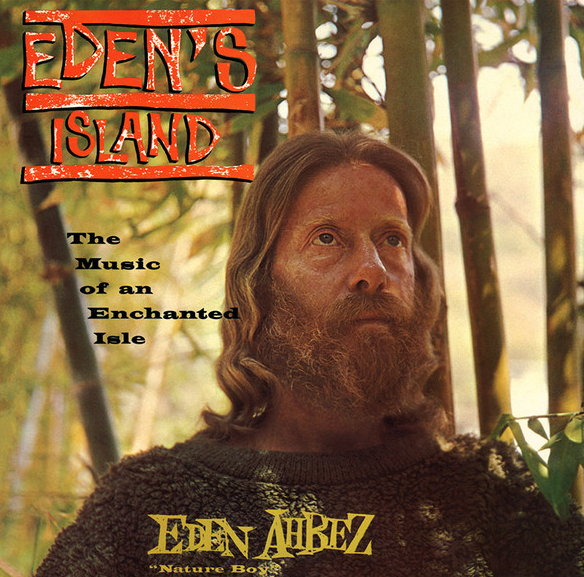 EDEN'S
ISLAND
The
Music
of an
Enchanted
Isle
EDEN AHBEZ
"Nature Boy"